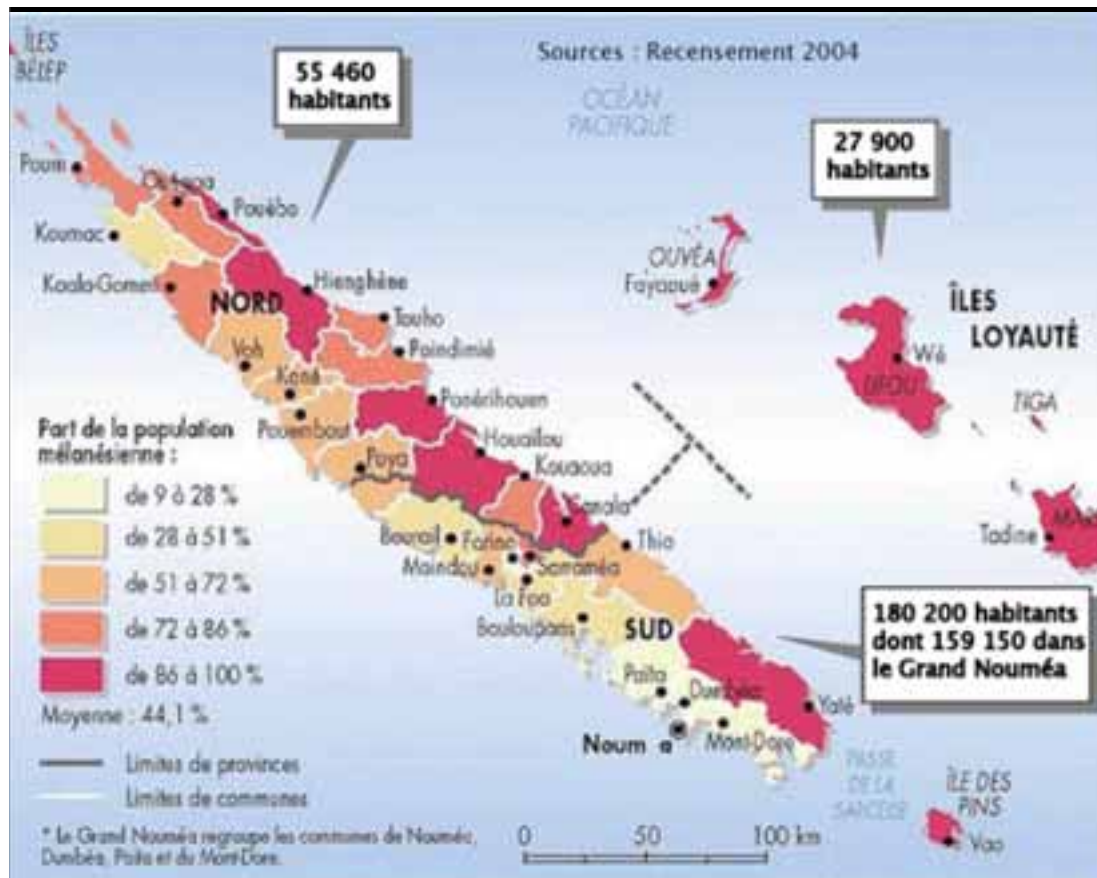 ÎLES
BÉLEP
Sources : Recensement 2004
55 460
habitants
OCÉAN
PACIFIQUE
27 900
habitants
Poum
Pouébo
Koumac
OUVÉA
Fayaoué
Hienghène
NORD
ÎLES
LOYAUTÉ
Touho
Wé
Voh
Poindimié
LIFOU
Koné
TIGA
Ponérihouen
Pouembout
Houaïlou
Poya
Kouaoua
Canala
Tadine
Bourail
Farino
Thio
Moindou
Sarraméa
La Foa
Bouloupari
SUD
180 200 habitants
dont 159 150 dans
le Grand Nouméa
Païta
Dumbéa
Yaté
Noum a
Mont-Dore
Part de la population
mélanésienne :
de 9 à 28 %
de 28 à 51 %
de 51 à 72 %
de 72 à 86 %
de 86 à 100 %
Moyenne : 44,1 %
Limites de provinces
Limites de communes
PASSE
DE LA
SARCELLE
ÎLE DES
PINS
Vao
* Le Grand Nouméa regroupe les communes de Nouméa,
Dumbéa, Païta et du Mont-Dore.
0 50 100 km